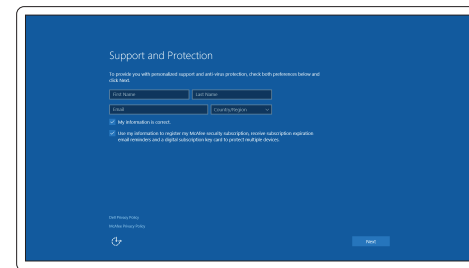 Support and Protection
To provide you with personalized support and anti-virus protection, check both preferences below and
click Next.
First Name
Last Name
Email
Country/Region
My information is correct.
Use my information to register my McAfee security subscription, receive subscription expiration
email reminders and a digital subscription key card to protect multiple devices.
Dell Privacy Policy
McAfee Privacy Policy
Next